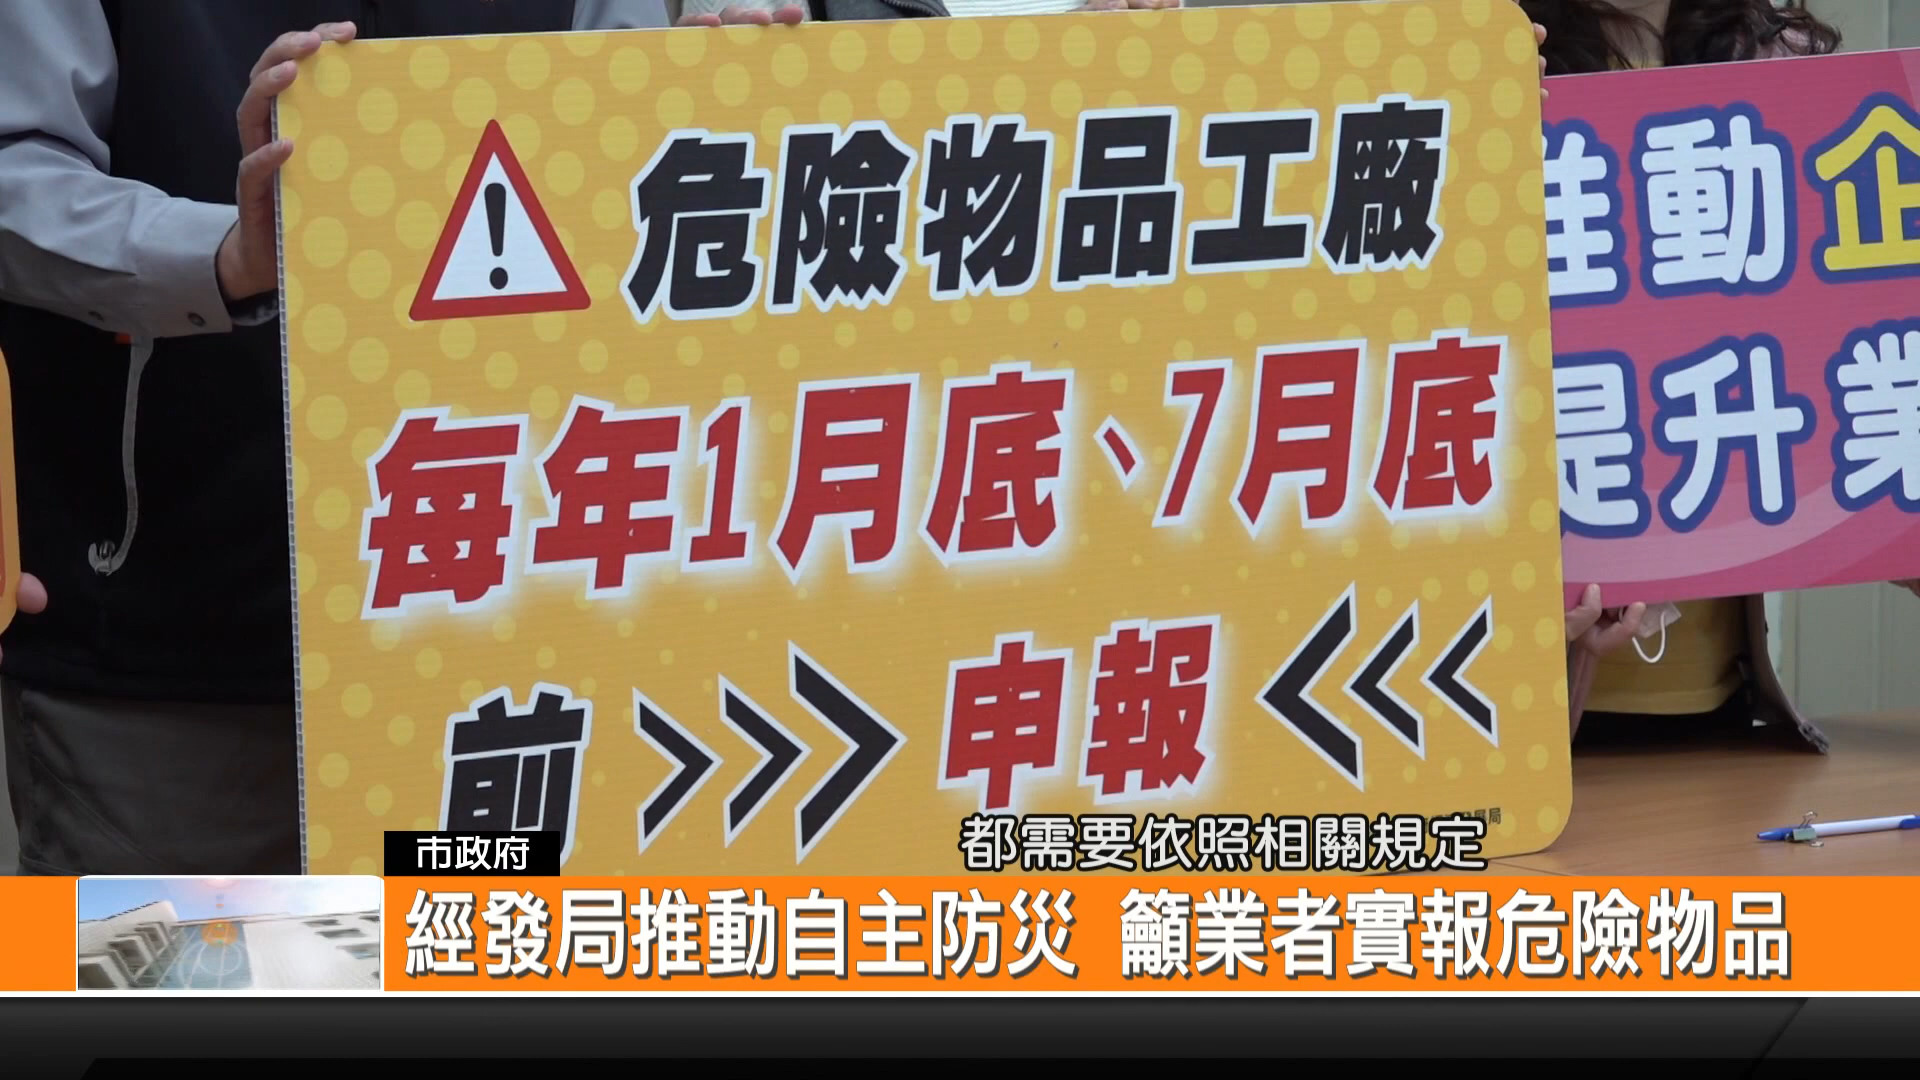 危險物品工廠
每年1月底、7月底
前>>>申報<<<
推動企
提升業
局
都需要依照相關規定
市政府
經發局推動自主防災 籲業者實報危險物品